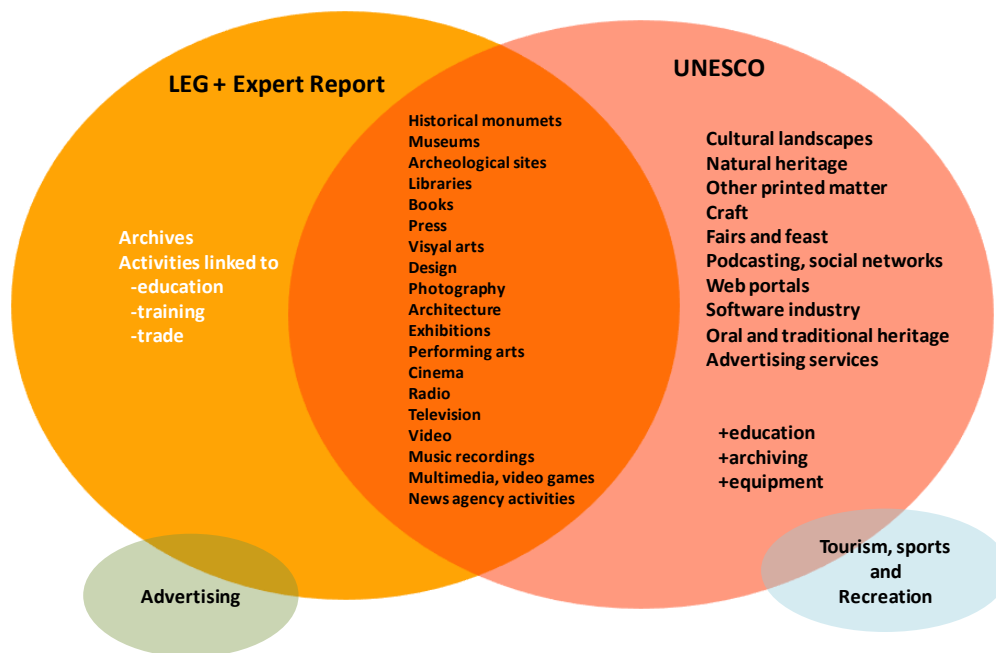 LEG + Expert Report
UNESCO
Archives
Activities linked to
-education
-training
-trade
Historical monumets
Museums
Archeological sites
Libraries
Books
Press
Visyal arts
Design
Photography
Architecture
Exhibitions
Performing arts
Cinema
Radio
Television
Video
Music recordings
Multimedia, video games
News agency activities
Cultural landscapes
Natural heritage
Other printed matter
Craft
Fairs and feast
Podcasting, social networks
Web portals
Software industry
Oral and traditional heritage
Advertising services
+education
+archiving
+equipment
Advertising
Tourism, sports
and
Recreation